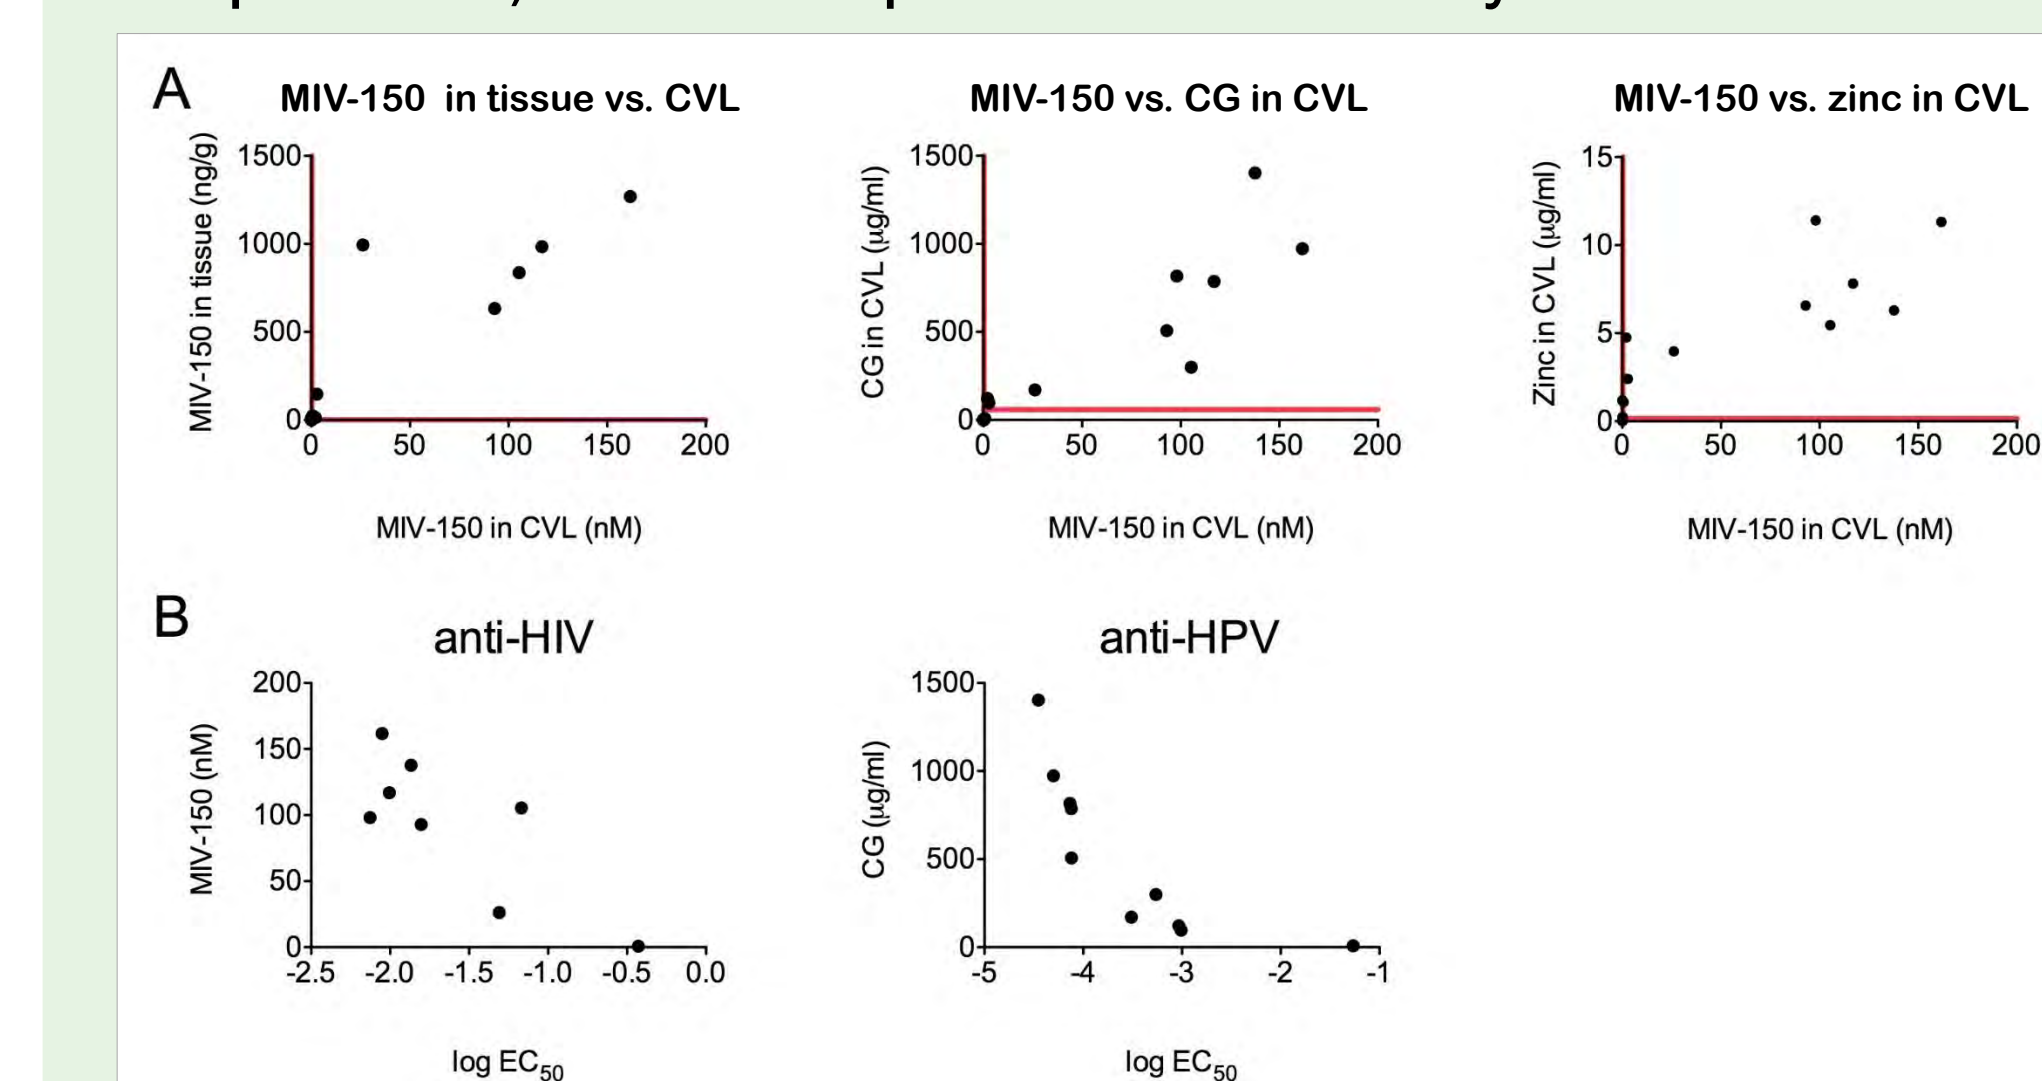 A
MIV-150 in tissue vs. CVL
MIV-150 in tissue (ng/g)
1500
1000
500
0
0 50 100 150 200
MIV-150 in CVL (nM)
MIV-150 vs. CG in CVL
CG in CVL (µg/ml)
1500
1000
500
0
0 50 100 150 200
MIV-150 in CVL (nM)
MIV-150 vs. zinc in CVL
Zinc in CVL (µg/ml)
15
10
5
0
0 50 100 150 200
MIV-150 in CVL (nM)
B
anti-HIV
MIV-150 (nM)
200
150
100
50
0
-2.5 -2.0 -1.5 -1.0 -0.5 0.0
log EC50
anti-HPV
CG (µg/ml)
1500
1000
500
0
-5 -4 -3 -2 -1
log EC50